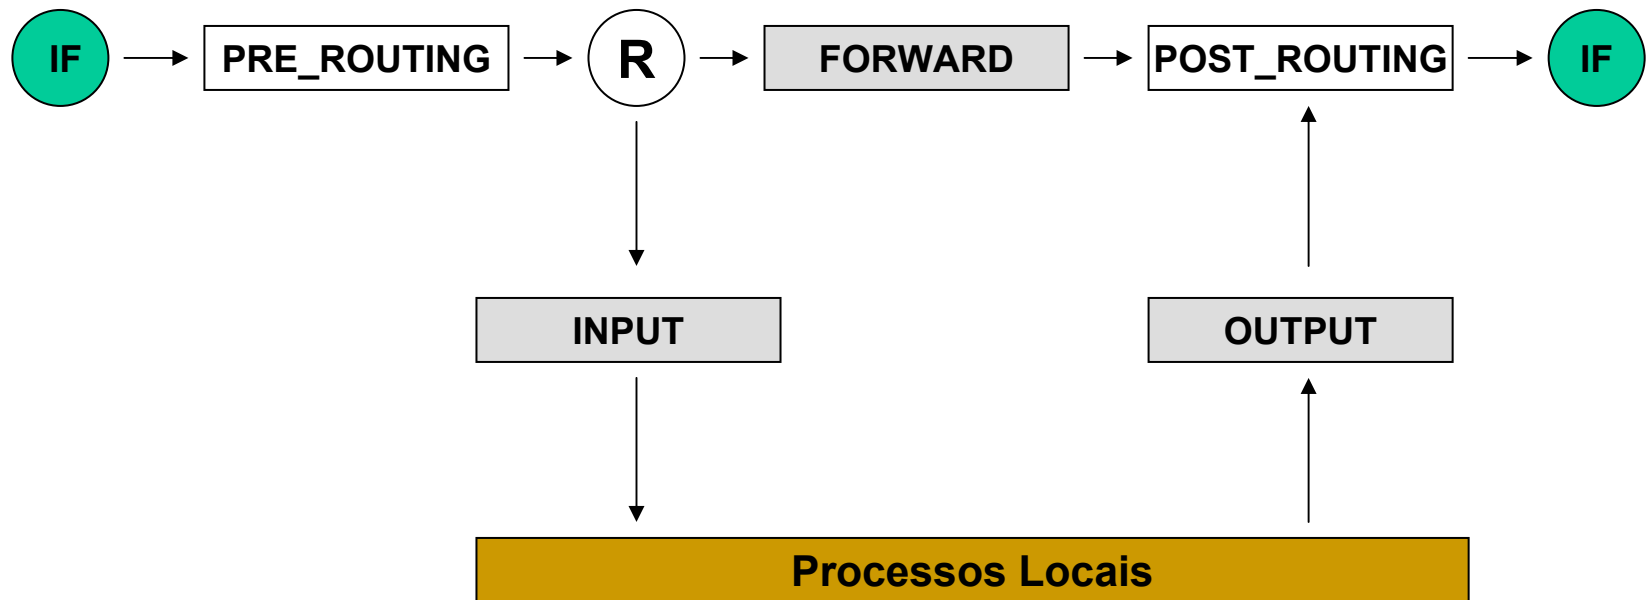 IF
PRE_ROUTING
R
FORWARD
POST_ROUTING
IF
INPUT
OUTPUT
Processos Locais